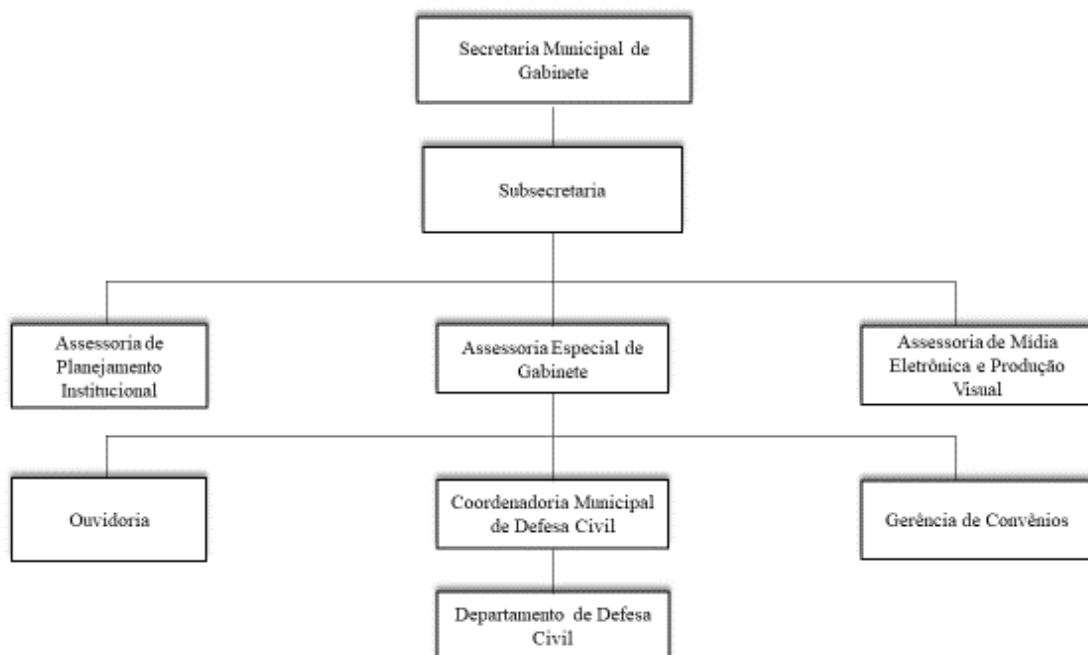 Secretaria Municipal de
Gabinete
Subsecretaria
Assessoria de
Planejamento
Institucional
Assessoria Especial de
Gabinete
Assessoria de Mídia
Eletrônica e Produção
Visual
Ouvidoria
Coordenadoria Municipal
de Defesa Civil
Gerência de Convênios
Departamento de Defesa
Civil